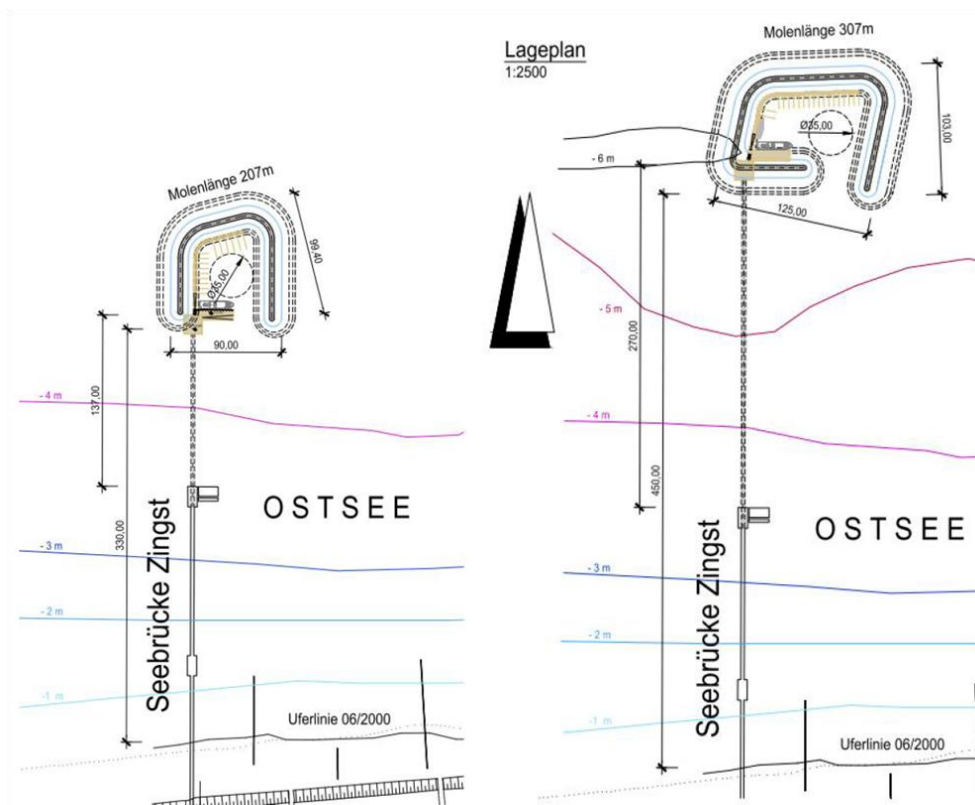 Molenlänge 207m
99.40
Ø45,00
90,00
137,00
330,00
- 4 m
OSTSEE
Seebrücke Zingst
- 3 m
- 2 m
-1 m
Uferlinie 06/2000
Lageplan
1:2500
Molenlänge 307m
Ø35,00
103,00
- 6 m
125,00
- 5 m
270,00
450,00
- 4 m
OSTSEE
Seebrücke Zingst
- 3 m
- 2 m
- 1 m
Uferlinie 06/2000